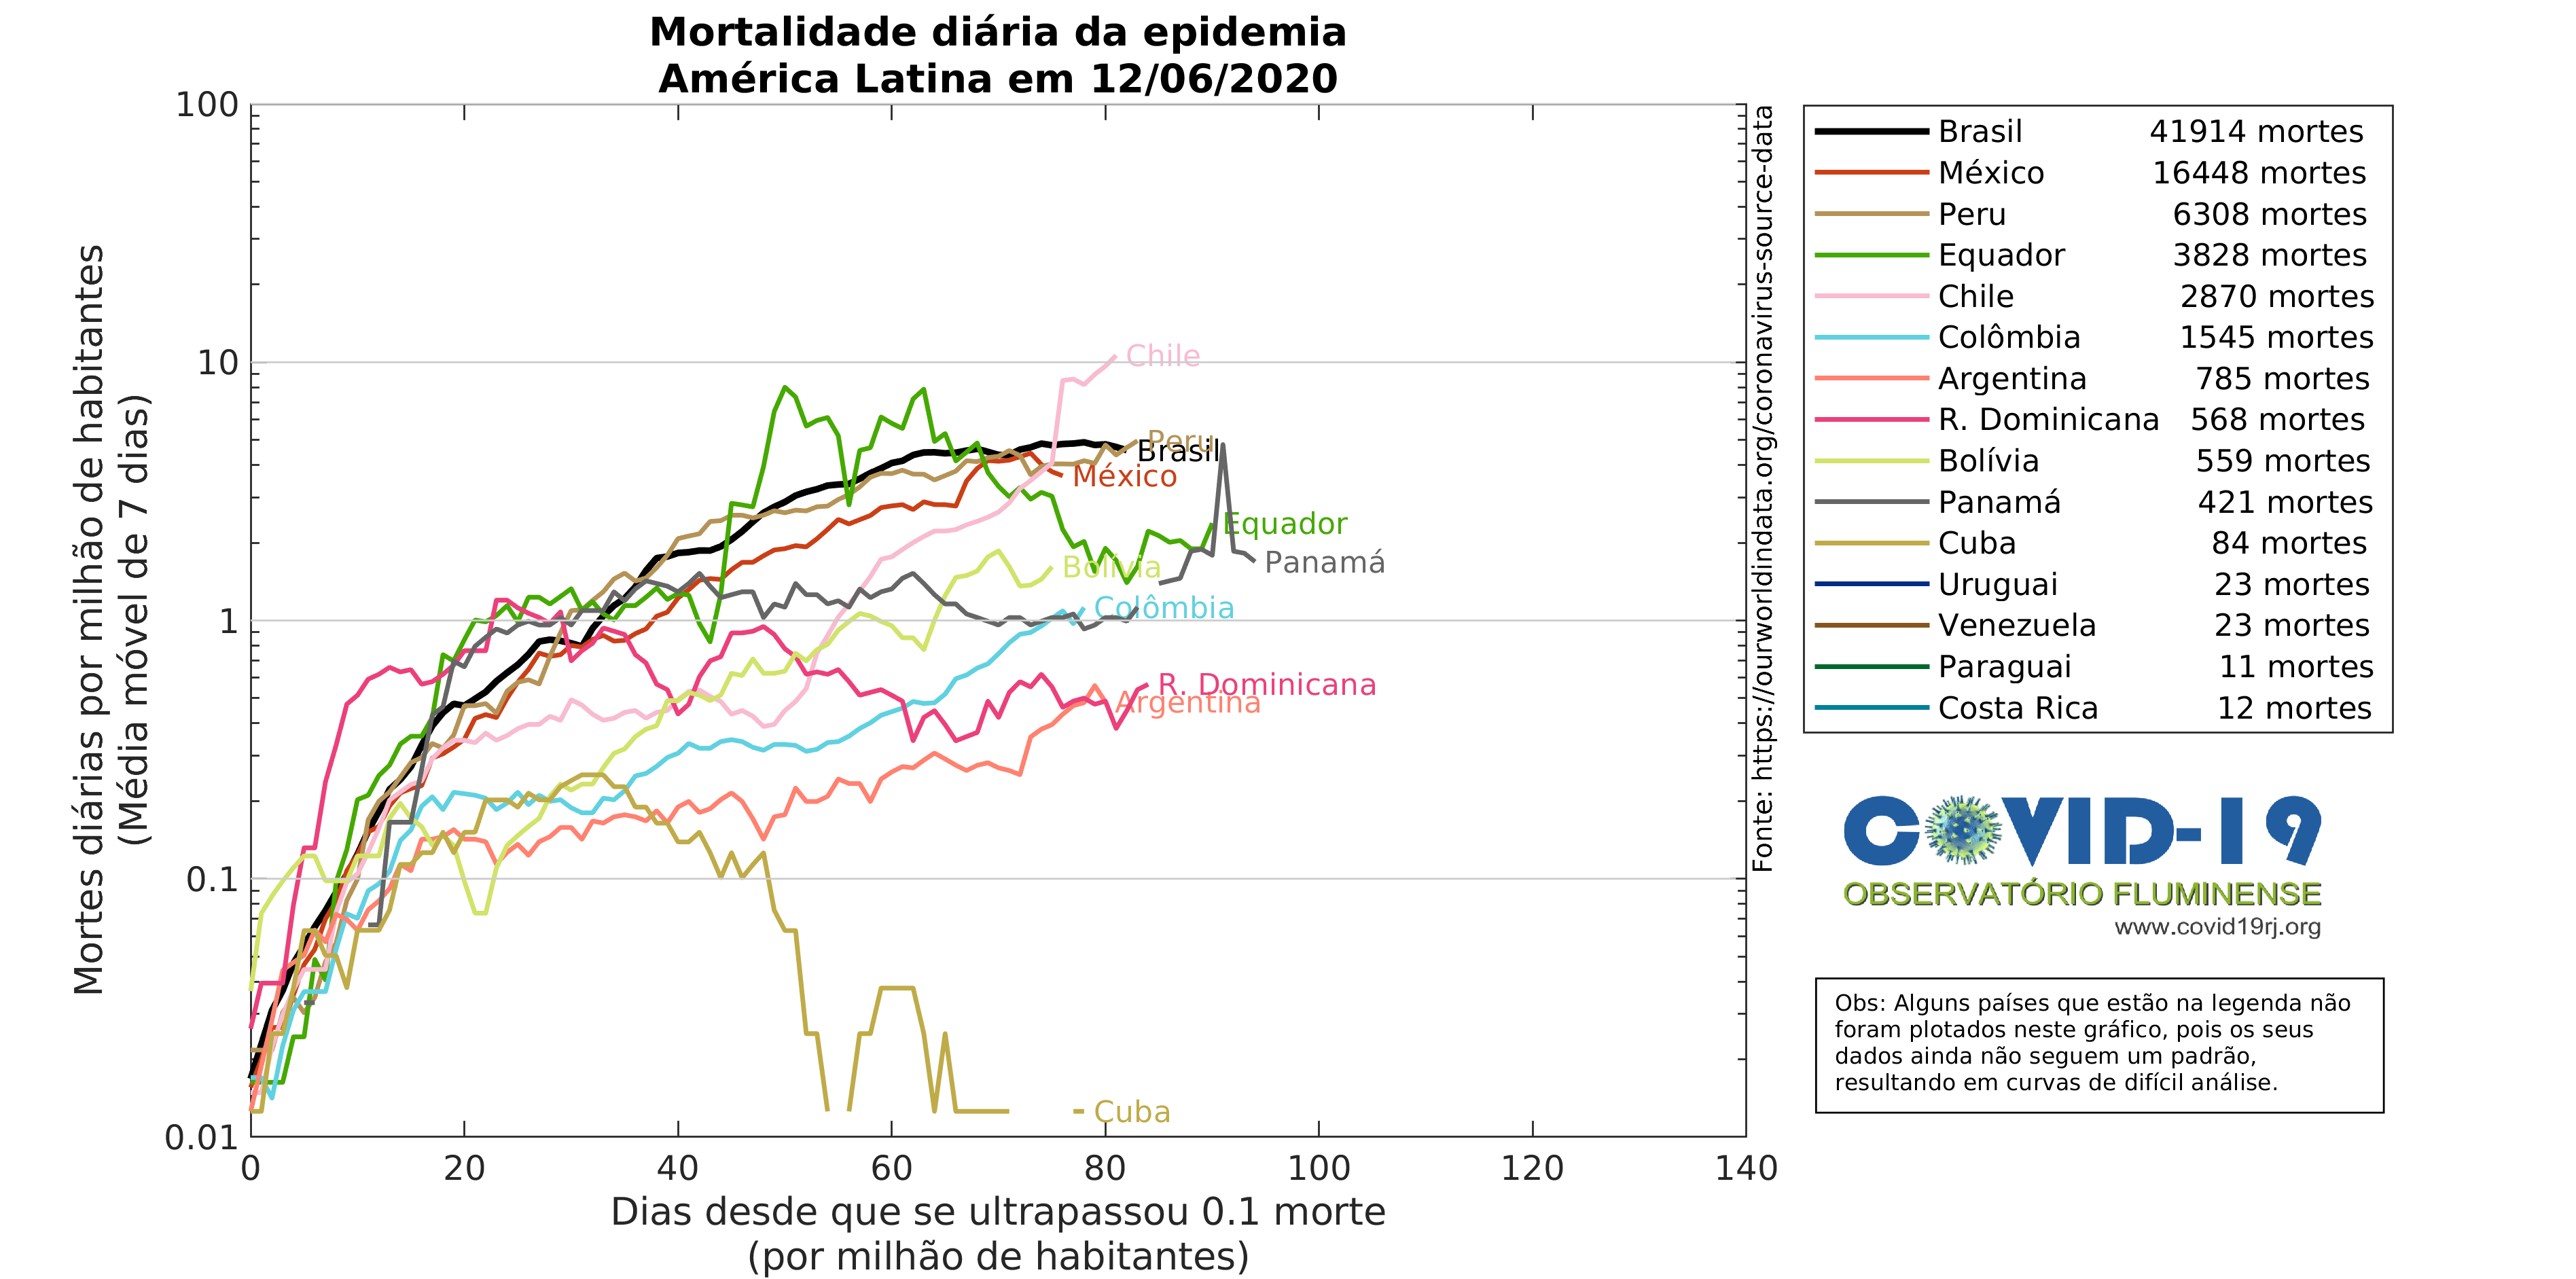 Mortalidade diária da epidemia
América Latina em 12/06/2020
Mortes diárias por milhão de habitantes
(Média móvel de 7 dias)
100
10
1
0.1
0.01
0
20
40
60
80
100
120
140
Dias desde que se ultrapassou 0.1 morte
(por milhão de habitantes)
Chile
Peru
Brasil
México
Equador
Panamá
Bolívia
Colômbia
R. Dominicana
Argentina
Cuba
Fonte: https://ourworldindata.org/coronavirus-source-data
Brasil 41914 mortes
México 16448 mortes
Peru 6308 mortes
Equador 3828 mortes
Chile 2870 mortes
Colômbia 1545 mortes
Argentina 785 mortes
R. Dominicana 568 mortes
Bolívia 559 mortes
Panamá 421 mortes
Cuba 84 mortes
Uruguai 23 mortes
Venezuela 23 mortes
Paraguai 11 mortes
Costa Rica 12 mortes
COVID-19
OBSERVATÓRIO FLUMINENSE
www.covid19rj.org
Obs: Alguns países que estão na legenda não
foram plotados neste gráfico, pois os seus
dados ainda não seguem um padrão,
resultando em curvas de difícil análise.